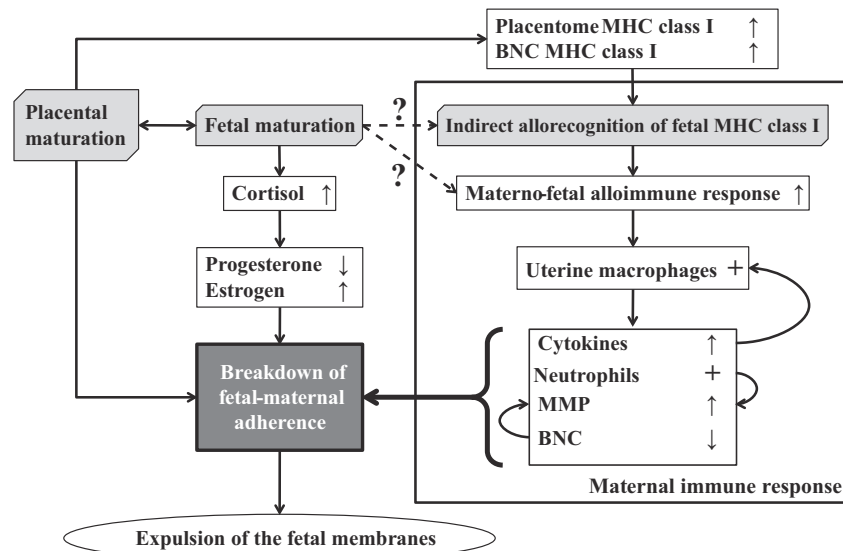 Placentome MHC class I ↑
BNC MHC class I ↑
Placental
maturation
Fetal maturation
?
Indirect allorecognition of fetal MHC class I
?
Cortisol ↑
Materno-fetal alloimmune response ↑
Progesterone ↓
Estrogen ↑
Uterine macrophages +
Breakdown of
fetal-maternal
adherence
Cytokines ↑
Neutrophils +
MMP ↑
BNC ↓
Maternal immune response
Expulsion of the fetal membranes